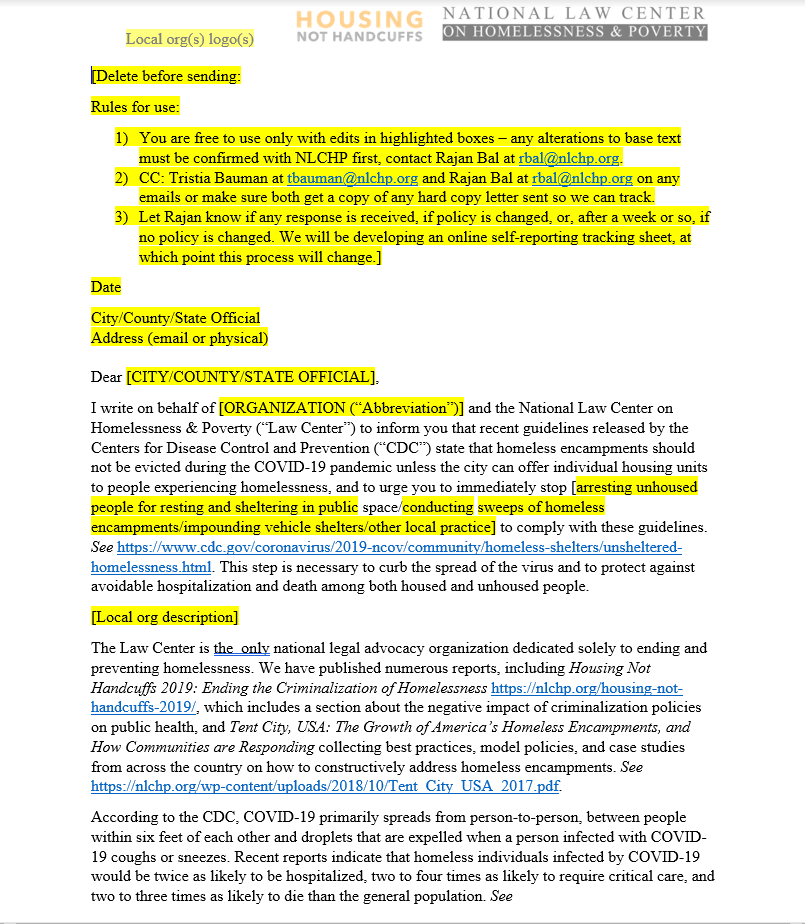 HOUSING
NOT HANDCUFFS
NATIONAL LAW CENTER
ON HOMELESSNESS & POVERTY
Local org(s) logo(s)
[Delete before sending:
Rules for use:
1) You are free to use only with edits in highlighted boxes – any alterations to base text
must be confirmed with NLCHP first, contact Rajan Bal at rbal@nlchp.org.
2) CC: Tristia Bauman at tbauman@nlchp.org and Rajan Bal at rbal@nlchp.org on any
emails or make sure both get a copy of any hard copy letter sent so we can track.
3) Let Rajan know if any response is received, if policy is changed, or, after a week or so, if
no policy is changed. We will be developing an online self-reporting tracking sheet, at
which point this process will change.]
Date
City/County/State Official
Address (email or physical)
Dear [CITY/COUNTY/STATE OFFICIAL],
I write on behalf of [ORGANIZATION (“Abbreviation”)] and the National Law Center on
Homelessness & Poverty (“Law Center”) to inform you that recent guidelines released by the
Centers for Disease Control and Prevention (“CDC”) state that homeless encampments should
not be evicted during the COVID-19 pandemic unless the city can offer individual housing units
to people experiencing homelessness, and to urge you to immediately stop [arresting unhoused
people for resting and sheltering in public space/conducting sweeps of homeless
encampments/impounding vehicle shelters/other local practice] to comply with these guidelines.
See https://www.cdc.gov/coronavirus/2019-ncov/community/homeless-shelters/unsheltered-
homelessness.html. This step is necessary to curb the spread of the virus and to protect against
avoidable hospitalization and death among both housed and unhoused people.
[Local org description]
The Law Center is the only national legal advocacy organization dedicated solely to ending and
preventing homelessness. We have published numerous reports, including Housing Not
Handcuffs 2019: Ending the Criminalization of Homelessness https://nlchp.org/housing-not-
handcuffs-2019/, which includes a section about the negative impact of criminalization policies
on public health, and Tent City, USA: The Growth of America’s Homeless Encampments, and
How Communities are Responding collecting best practices, model policies, and case studies
from across the country on how to constructively address homeless encampments. See
https://nlchp.org/wp-content/uploads/2018/10/Tent_City_USA_2017.pdf.
According to the CDC, COVID-19 primarily spreads from person-to-person, between people
within six feet of each other and droplets that are expelled when a person infected with COVID-
19 coughs or sneezes. Recent reports indicate that homeless individuals infected by COVID-19
would be twice as likely to be hospitalized, two to four times as likely to require critical care, and
two to three times as likely to die than the general population. See